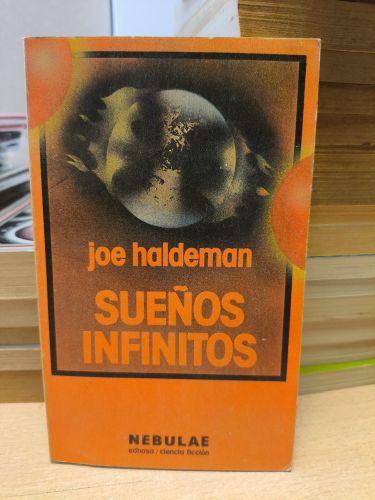 joe haldeman
SUEÑOS
INFINITOS
NEBULAE
edhasa / ciencia ficción